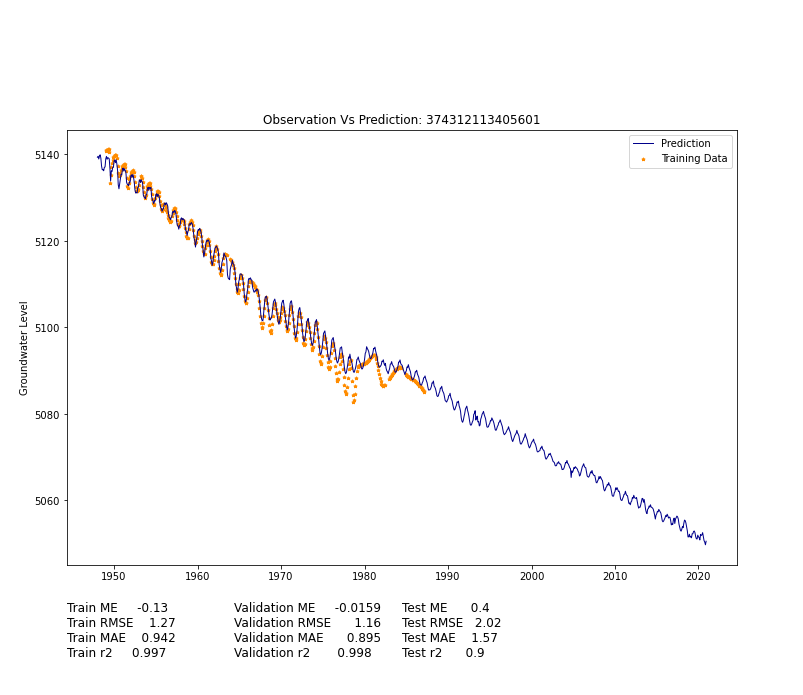 Observation Vs Prediction: 374312113405601
Prediction
Training Data
Groundwater Level
5140
5120
5100
5080
5060
1950 1960 1970 1980 1990 2000 2010 2020
Train ME -0.13 Validation ME -0.0159 Test ME 0.4
Train RMSE 1.27 Validation RMSE 1.16 Test RMSE 2.02
Train MAE 0.942 Validation MAE 0.895 Test MAE 1.57
Train r2 0.997 Validation r2 0.998 Test r2 0.9